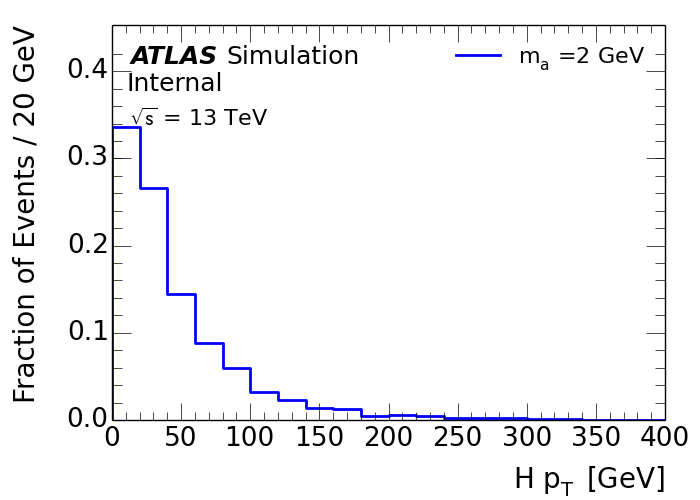 ATLAS Simulation
Internal
√s = 13 TeV
mₐ =2 GeV
Fraction of Events / 20 GeV
0.4
0.3
0.2
0.1
0.0
0 50 100 150 200 250 300 350 400
H p_T [GeV]